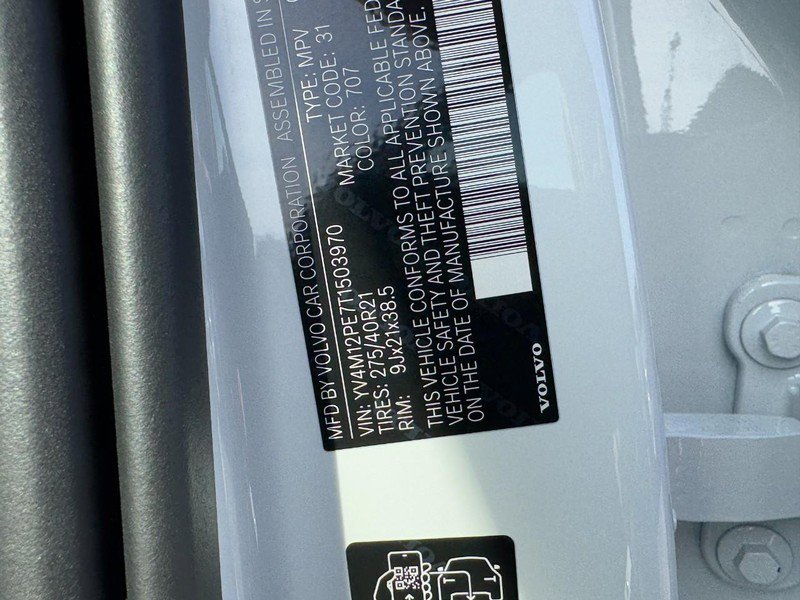 MFD BY VOLVO CAR CORPORATION ASSEMBLED IN S
VIN: YV4M12PE7T1503970 TYPE: MPV
TIRES: 275/40R21 MARKET CODE: 31
RIM: 9Jx21x38.5 COLOR: 707
THIS VEHICLE CONFORMS TO ALL APPLICABLE FED
VEHICLE SAFETY AND THEFT PREVENTION STANDA
ON THE DATE OF MANUFACTURE SHOWN ABOVE.
VOLVO